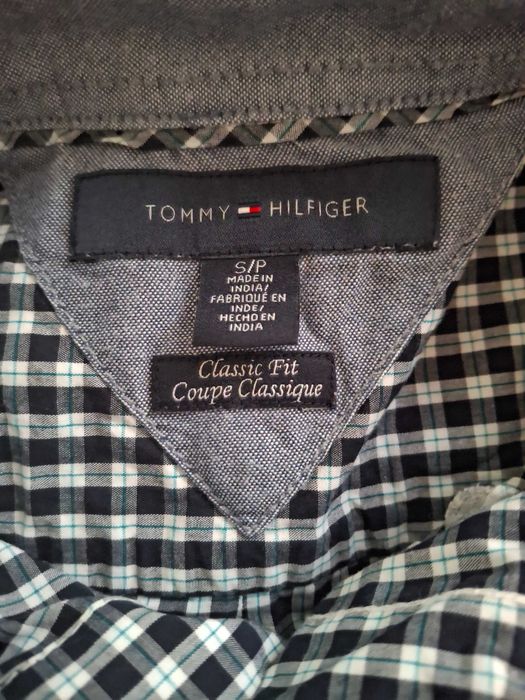 TOMMY HILFIGER
S/P
MADE IN
INDIA/
FABRIQUÉ EN
INDE/
HECHO EN
INDIA
Classic Fit
Coupe Classique